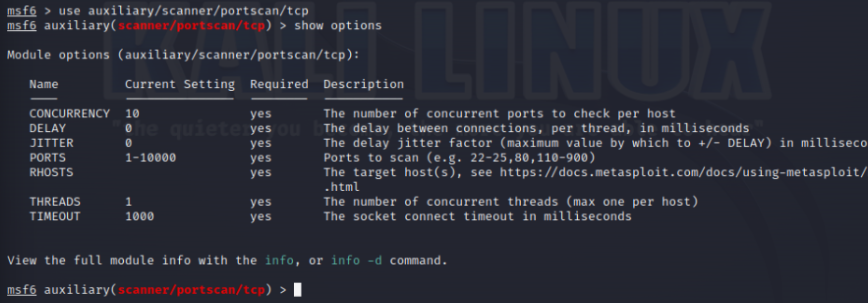 msf6 > use auxiliary/scanner/portscan/tcp
msf6 auxiliary(scanner/portscan/tcp) > show options
Module options (auxiliary/scanner/portscan/tcp):
KALI LINUX
Name Current Setting Required Description
CONCURRENCY 10 yes The number of concurrent ports to check per host
DELAY 0 yes The delay between connections, per thread, in milliseconds
JITTER 0 yes The delay jitter factor (maximum value by which to +/- DELAY) in milliseco
PORTS 1-10000 yes Ports to scan (e.g. 22-25,80,110-900)
RHOSTS yes The target host(s), see https://docs.metasploit.com/docs/using-metasploit/
.html
THREADS 1 yes The number of concurrent threads (max one per host)
TIMEOUT 1000 yes The socket connect timeout in milliseconds
View the full module info with the info, or info -d command.
msf6 auxiliary(scanner/portscan/tcp) >